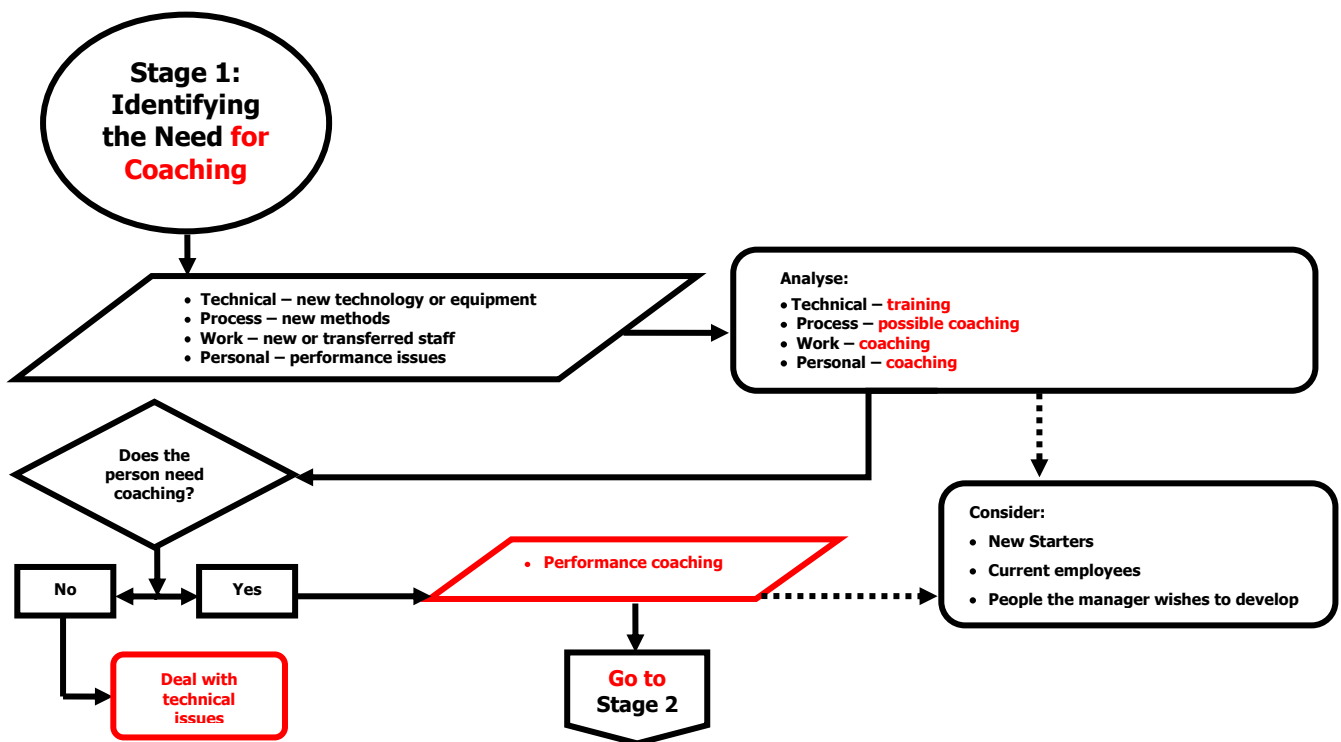 Stage 1:
Identifying
the Need for
Coaching
• Technical – new technology or equipment
• Process – new methods
• Work – new or transferred staff
• Personal – performance issues
Analyse:
• Technical – training
• Process – possible coaching
• Work – coaching
• Personal – coaching
Does the
person need
coaching?
Consider:
• New Starters
• Current employees
• People the manager wishes to develop
No
Yes
• Performance coaching
Deal with
technical
issues
Go to
Stage 2